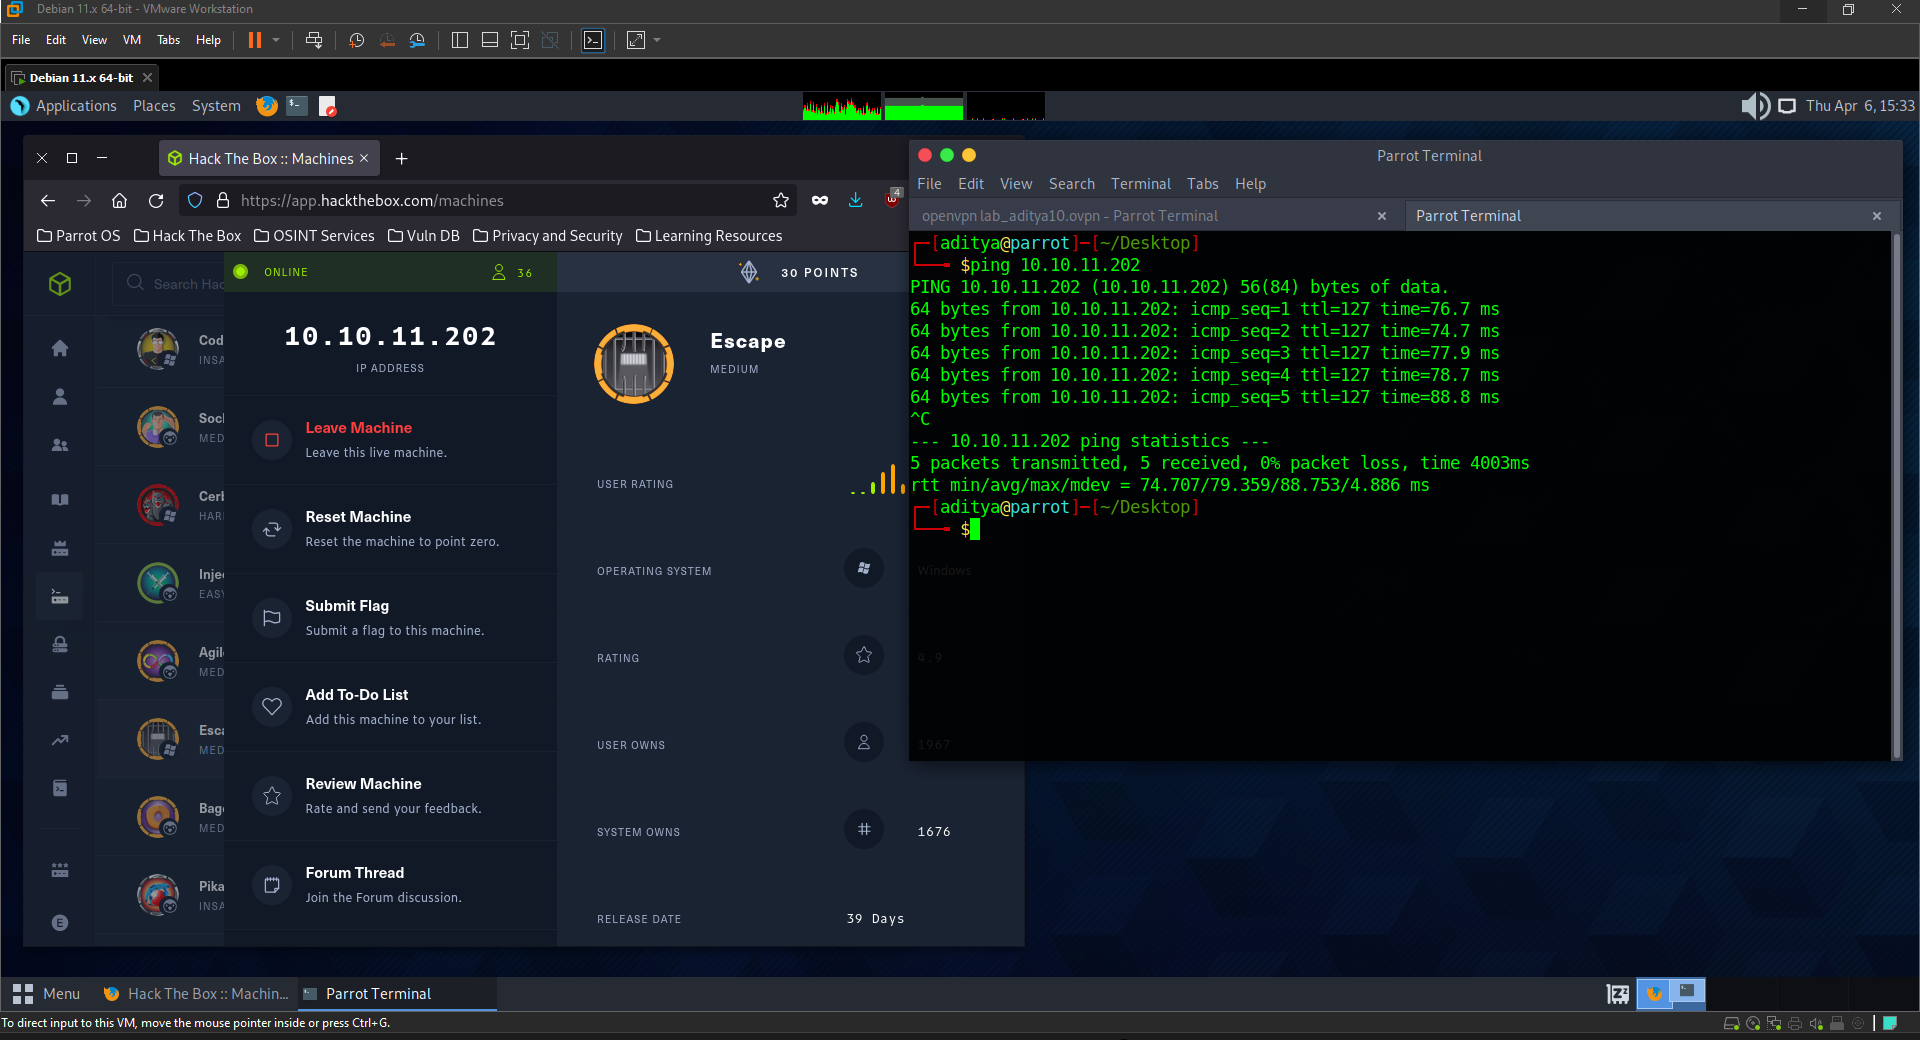 Debian 11.x 64-bit - VMware Workstation
File Edit View VM Tabs Help
Debian 11.x 64-bit
Applications Places System
Thu Apr 6, 15:33
Hack The Box :: Machines
https://app.hackthebox.com/machines
4
Parrot OS Hack The Box OSINT Services Vuln DB Privacy and Security Learning Resources
Search Hac
Cod
INSA
Soc
MED
Cerb
HAR
Inje
EASY
Agil
MED
Esca
MED
Bag
MED
Pika
INSA
E
ONLINE
36
10.10.11.202
IP ADDRESS
Leave Machine
Leave this live machine.
Reset Machine
Reset the machine to point zero.
Submit Flag
Submit a flag to this machine.
Add To-Do List
Add this machine to your list.
Review Machine
Rate and send your feedback.
Forum Thread
Join the Forum discussion.
30 POINTS
Escape
MEDIUM
USER RATING
OPERATING SYSTEM
Windows
RATING
4.9
USER OWNS
1967
SYSTEM OWNS
1676
RELEASE DATE
39 Days
Parrot Terminal
File Edit View Search Terminal Tabs Help
openvpn lab_aditya10.ovpn - Parrot Terminal
Parrot Terminal
[aditya@parrot]-[~/Desktop]
$ping 10.10.11.202
PING 10.10.11.202 (10.10.11.202) 56(84) bytes of data.
64 bytes from 10.10.11.202: icmp_seq=1 ttl=127 time=76.7 ms
64 bytes from 10.10.11.202: icmp_seq=2 ttl=127 time=74.7 ms
64 bytes from 10.10.11.202: icmp_seq=3 ttl=127 time=77.9 ms
64 bytes from 10.10.11.202: icmp_seq=4 ttl=127 time=78.7 ms
64 bytes from 10.10.11.202: icmp_seq=5 ttl=127 time=88.8 ms
^C
--- 10.10.11.202 ping statistics ---
5 packets transmitted, 5 received, 0% packet loss, time 4003ms
rtt min/avg/max/mdev = 74.707/79.359/88.753/4.886 ms
[aditya@parrot]-[~/Desktop]
$
Menu
Hack The Box :: Machin...
Parrot Terminal
To direct input to this VM, move the mouse pointer inside or press Ctrl+G.